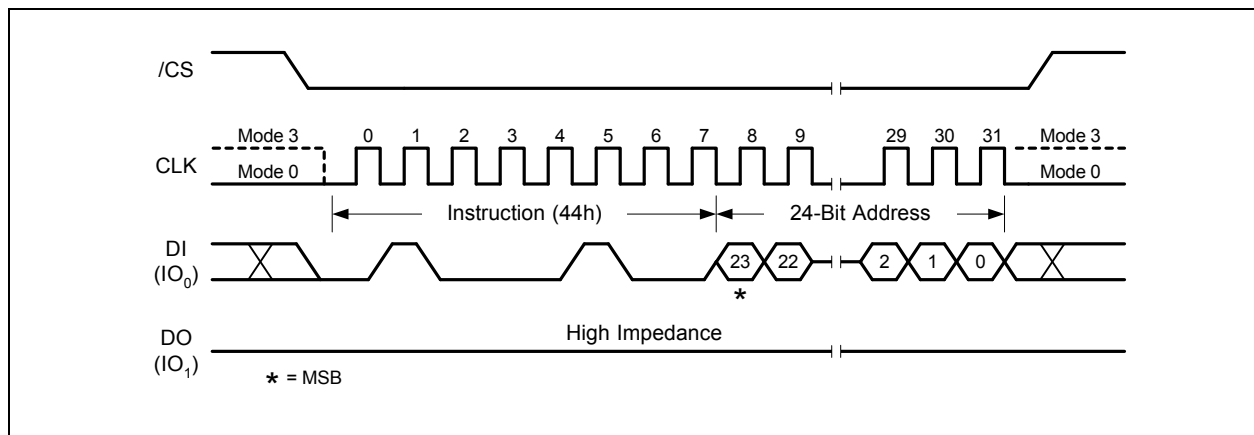 /CS
Mode 3 0 1 2 3 4 5 6 7 8 9 29 30 31 Mode 3
CLK
Mode 0 Mode 0
Instruction (44h) 24-Bit Address
DI
(IO0) 23 22 2 1 0
*
High Impedance
DO
(IO1)
* = MSB